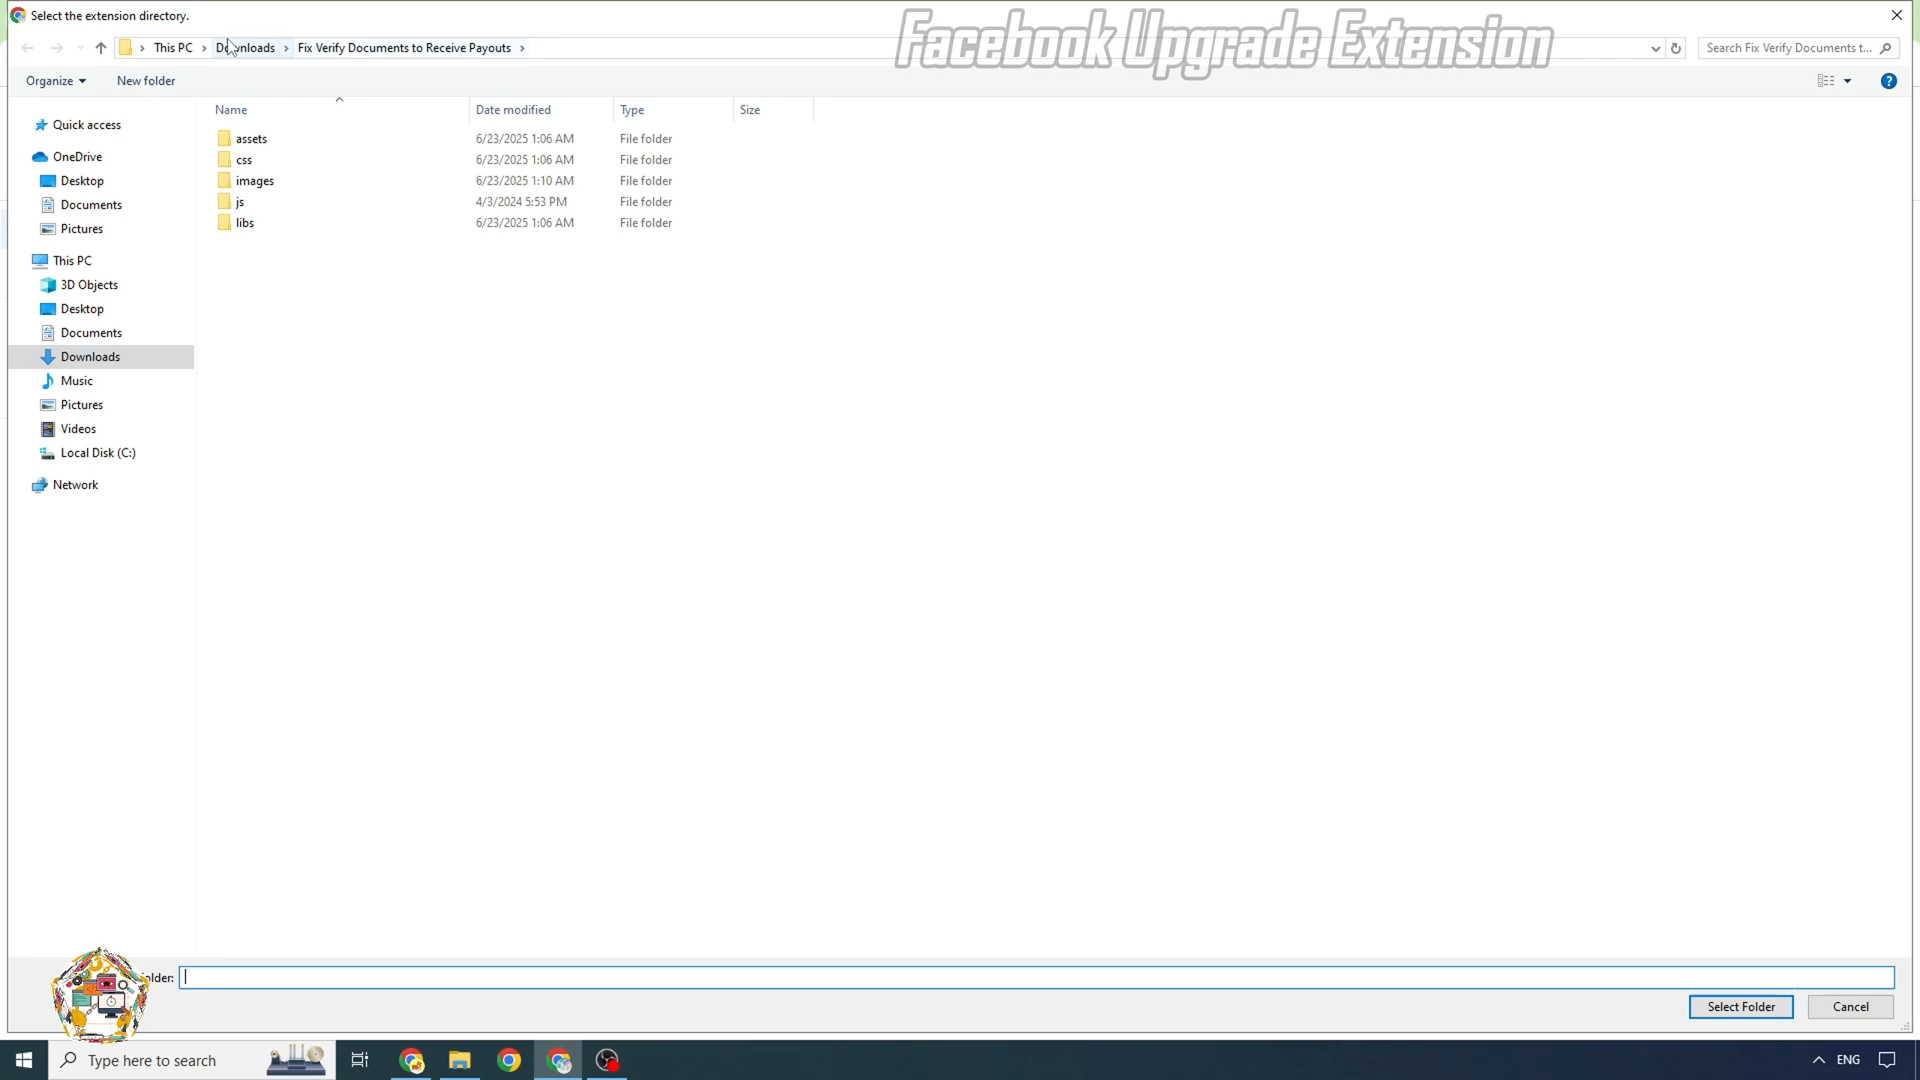 Select the extension directory.
Facebook Upgrade Extension
This PC > Downloads > Fix Verify Documents to Receive Payouts >
Search Fix Verify Documents t...
Organize
New folder
Name
Date modified
Type
Size
Quick access
OneDrive
Desktop
Documents
Pictures
This PC
3D Objects
Desktop
Documents
Downloads
Music
Pictures
Videos
Local Disk (C:)
Network
assets 6/23/2025 1:06 AM File folder
css 6/23/2025 1:06 AM File folder
images 6/23/2025 1:10 AM File folder
js 4/3/2024 5:53 PM File folder
libs 6/23/2025 1:06 AM File folder
older:
Select Folder
Cancel
Type here to search
ENG